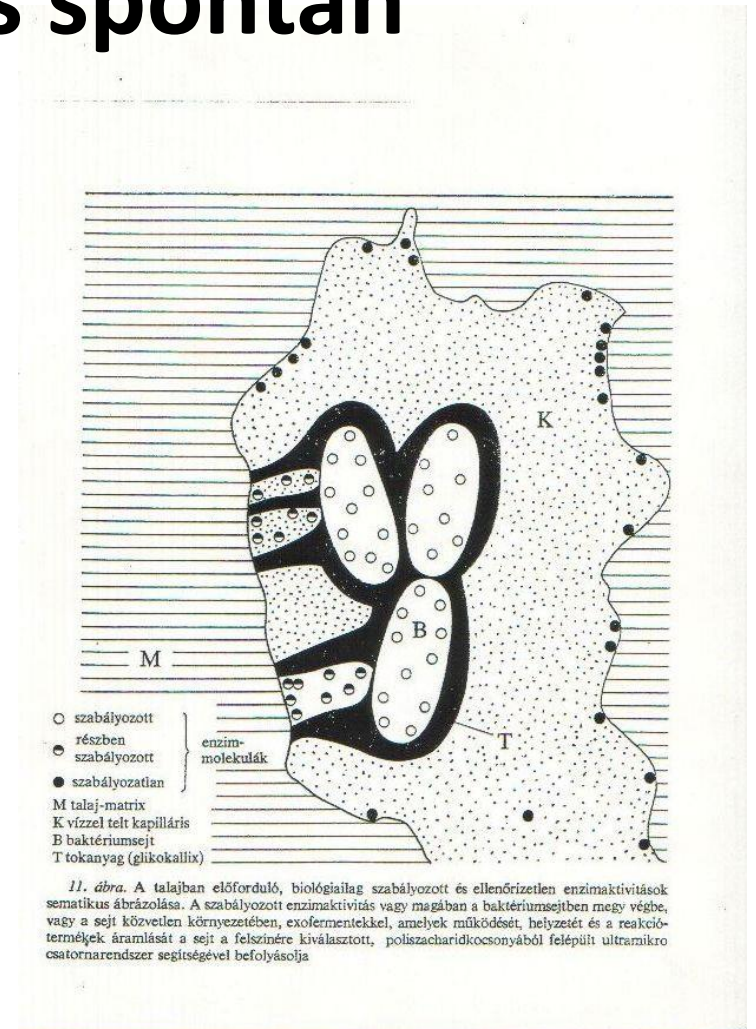 s spontán
K
B
M
T
○ szabályozott
részben
szabályozott
enzim-
molekulák
● szabályozatlan
M talaj-matrix
K vízzel telt kapilláris
B baktériumsejt
T tokanyag (glikokallix)
11. ábra. A talajban előforduló, biológiailag szabályozott és ellenőrizetlen enzimaktivitások
sematikus ábrázolása. A szabályozott enzimaktivitás vagy magában a baktériumsejtben megy végbe,
vagy a sejt közvetlen környezetében, exofermentekkel, amelyek működését, helyzetét és a reakció-
termékek áramlását a sejt a felszínére kiválasztott, poliszacharidkocsonyából felépült ultramikro
csatornarendszer segítségével befolyásolja